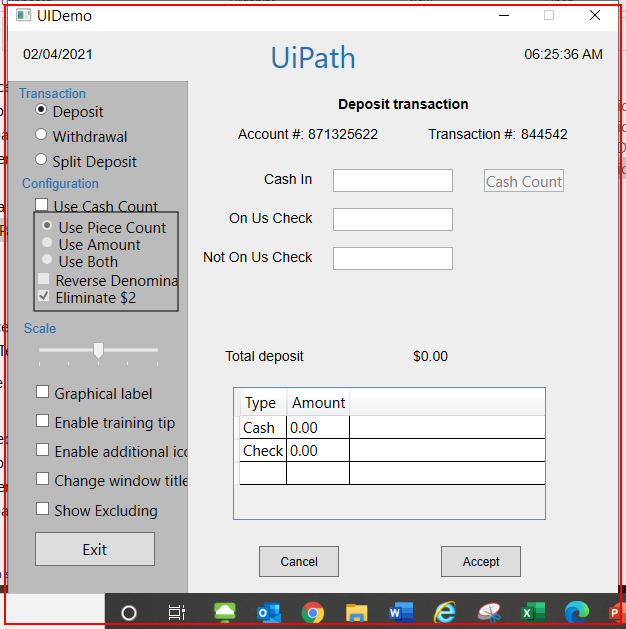 UIDemo
02/04/2021
UiPath
06:25:36 AM
Transaction
Deposit
Withdrawal
Split Deposit
Configuration
Use Cash Count
Use Piece Count
Use Amount
Use Both
Reverse Denomina
Eliminate $2
Scale
Graphical label
Enable training tip
Enable additional ico
Change window title
Show Excluding
Exit
Deposit transaction
Account #: 871325622 Transaction #: 844542
Cash In
Cash Count
On Us Check
Not On Us Check
Total deposit $0.00
Type Amount
Cash 0.00
Check 0.00
Cancel Accept